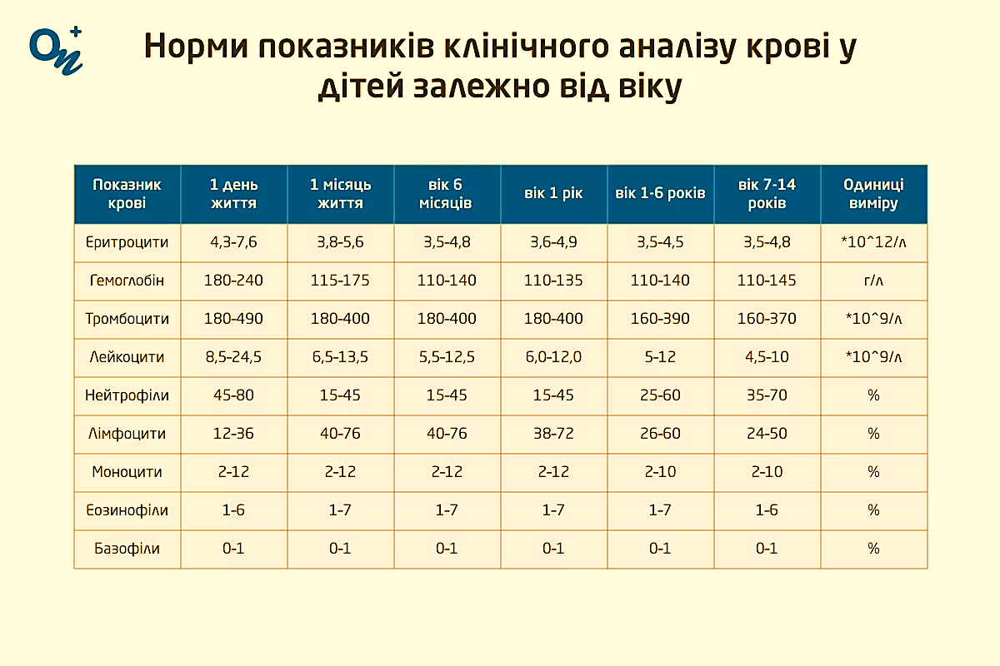 On+
Норми показників клінічного аналізу крові у
дітей залежно від віку
Показник крові 1 день життя 1 місяць життя вік 6 місяців вік 1 рік вік 1-6 років вік 7-14 років Одиниці виміру
Еритроцити 4,3-7,6 3,8-5,6 3,5-4,8 3,6-4,9 3,5-4,5 3,5-4,8 *10^12/л
Гемоглобін 180-240 115-175 110-140 110-135 110-140 110-145 г/л
Тромбоцити 180-490 180-400 180-400 180-400 160-390 160-370 *10^9/л
Лейкоцити 8,5-24,5 6,5-13,5 5,5-12,5 6,0-12,0 5-12 4,5-10 *10^9/л
Нейтрофіли 45-80 15-45 15-45 15-45 25-60 35-70 %
Лімфоцити 12-36 40-76 40-76 38-72 26-60 24-50 %
Моноцити 2-12 2-12 2-12 2-12 2-10 2-10 %
Еозинофіли 1-6 1-7 1-7 1-7 1-7 1-6 %
Базофіли 0-1 0-1 0-1 0-1 0-1 0-1 %